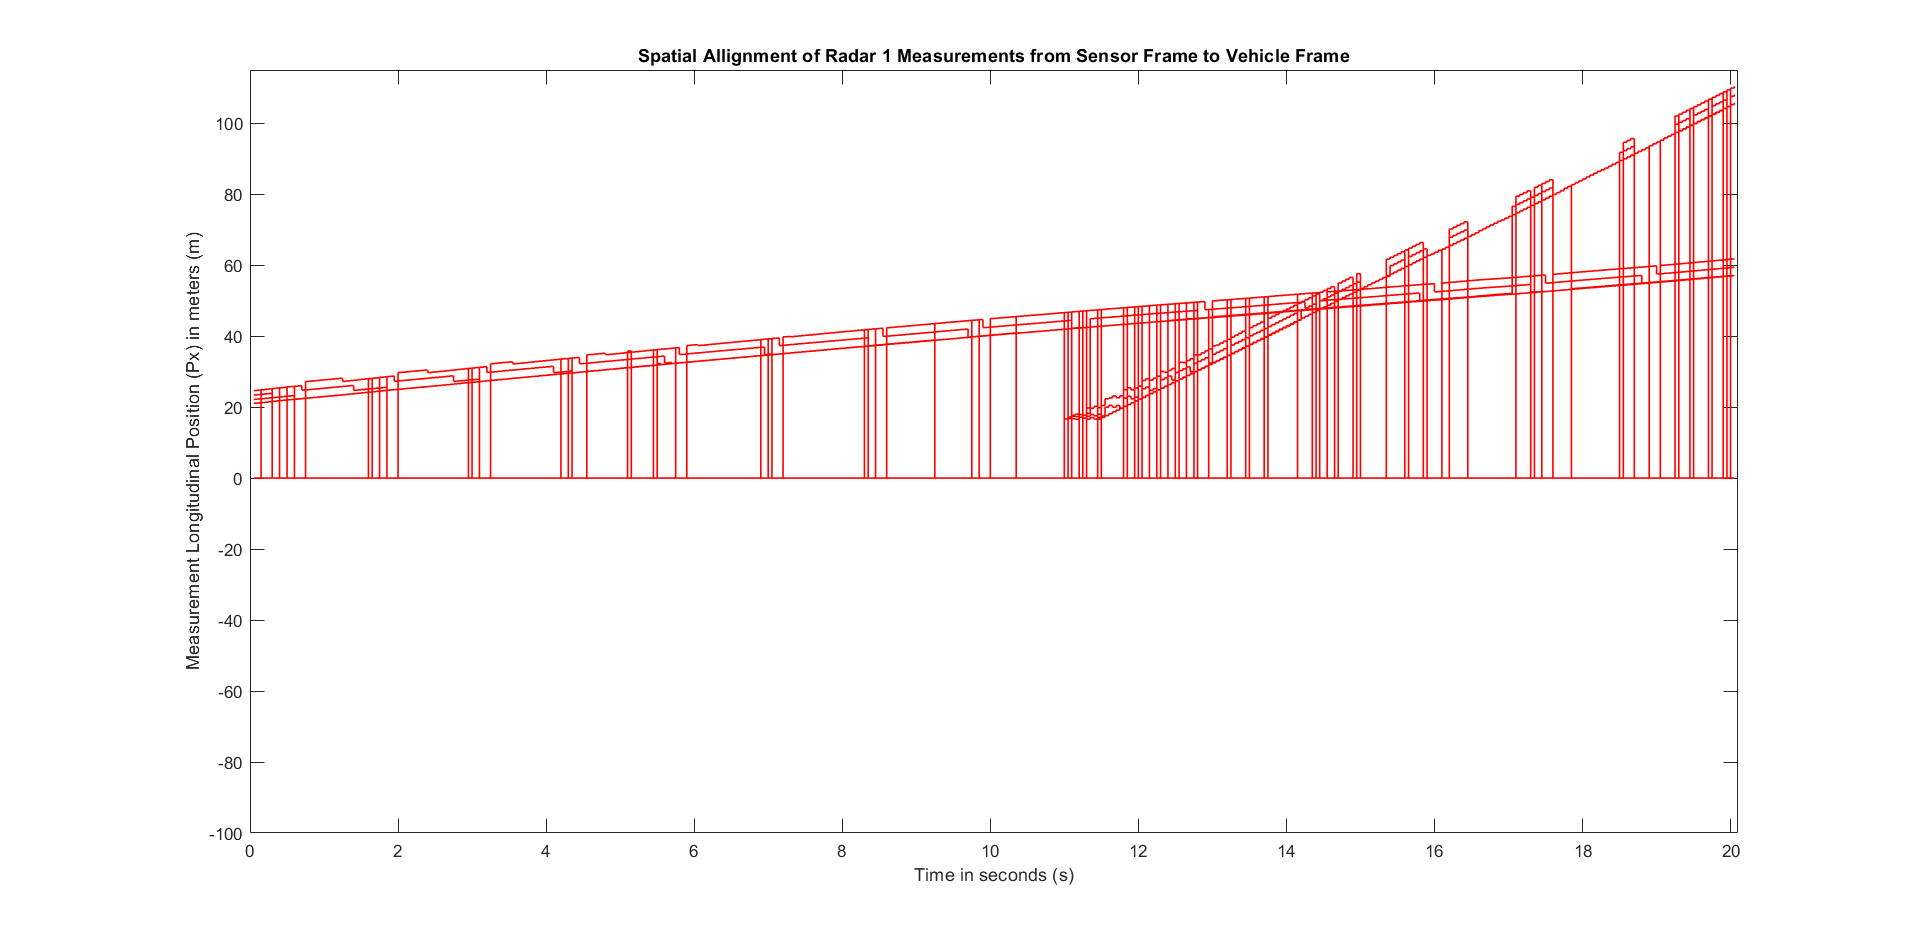 Spatial Allignment of Radar 1 Measurements from Sensor Frame to Vehicle Frame
Measurement Longitudinal Position (Px) in meters (m)
100
80
60
40
20
0
-20
-40
-60
-80
-100
0 2 4 6 8 10 12 14 16 18 20
Time in seconds (s)